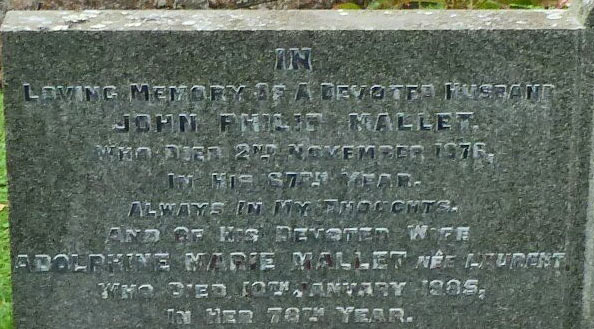 IN
LOVING MEMORY OF A DEVOTED HUSBAND
JOHN PHILIP MALLET.
WHO DIED 2ND NOVEMBER 1976,
IN HIS 67TH YEAR.
ALWAYS IN MY THOUGHTS.
AND OF HIS DEVOTED WIFE
ADOLPHINE MARIE MALLET NÉE LAURENT
WHO DIED 10TH JANUARY 1985,
IN HER 78TH YEAR.